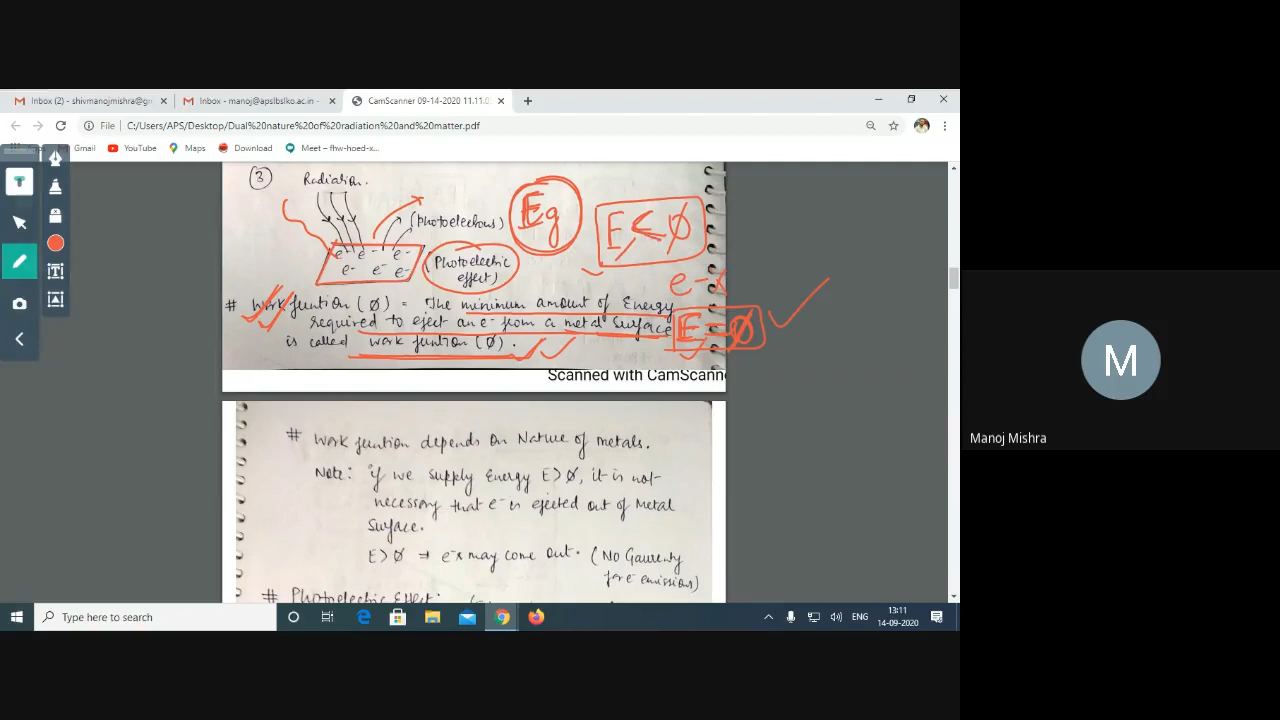 Inbox (2) - shivmanojmishra@gm
Inbox - manoj@apslbslko.ac.in -
CamScanner 09-14-2020 11.11.0
File
C:/Users/APS/Desktop/Dual%20nature%20of%20radiation%20and%20matter.pdf
Gmail
YouTube
Maps
Download
Meet – fhw-hoed-x...
③ Radiation.
(Photoelectrons)
Eg
E < Ø
e- e- e-
e- e- e-
(Photoelectric
effect)
e-x
# Work funtion (Ø) = The minimum amount of Energy
required to eject an e- from a metal surface
E = Ø
is called work funtion (Ø).
Scanned with CamScann
# Work funtion depends on Nature of metals.
Note: if we supply Energy E>Ø, it is not
necessary that e- is ejected out of Metal
Surface.
E>Ø → e-s may come out. (No Gaurenty
for e- emissions)
# Photoelectric Effect:
Type here to search
ENG
13:11
14-09-2020
M
Manoj Mishra